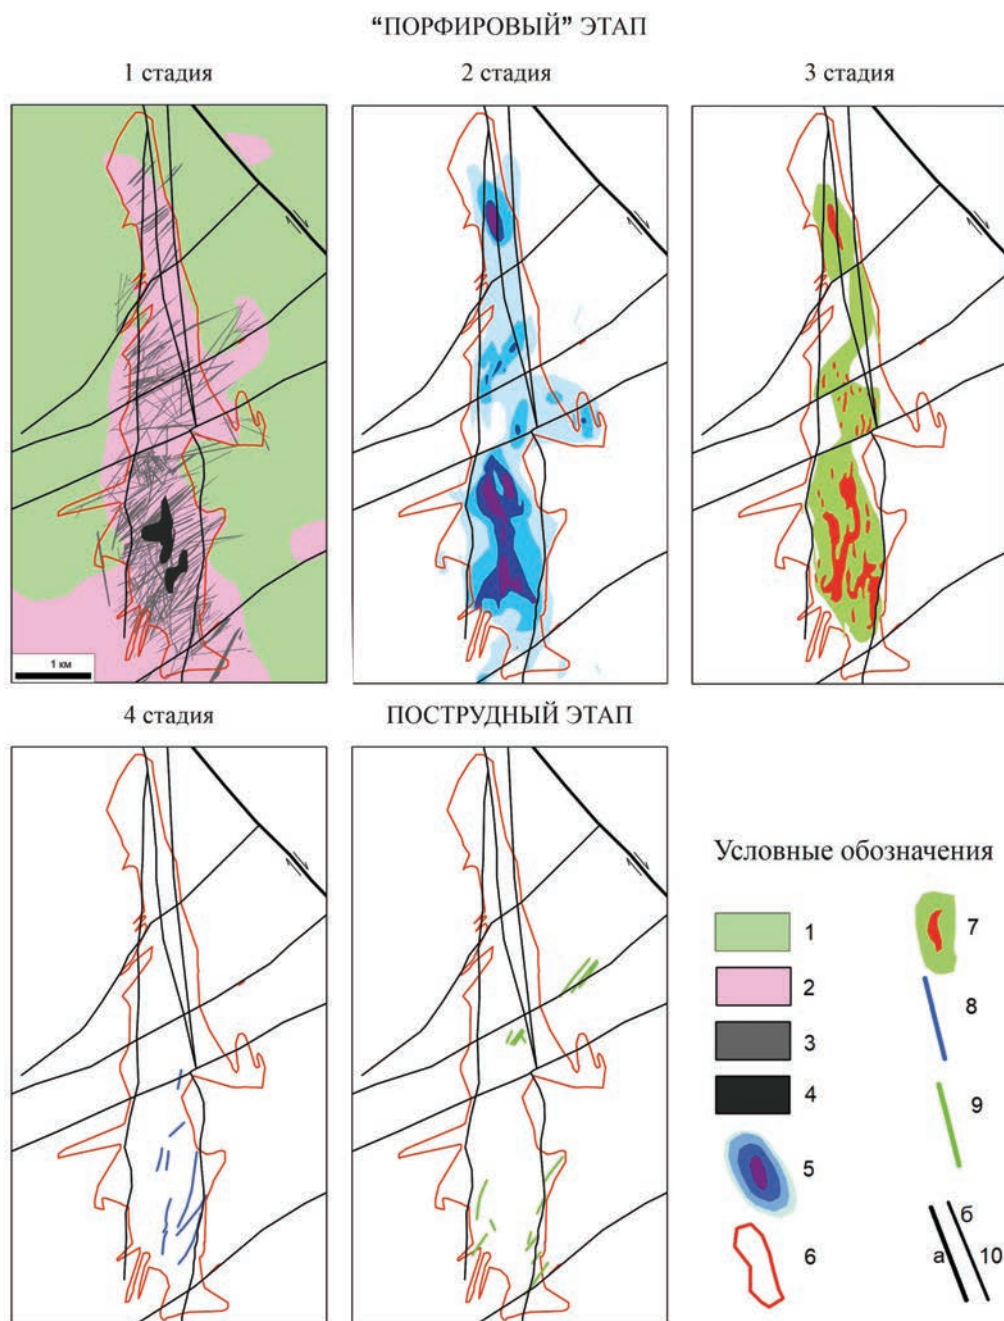 “ПОРФИРОВЫЙ” ЭТАП
1 стадия
2 стадия
3 стадия
1 км
4 стадия
ПОСТРУДНЫЙ ЭТАП
Условные обозначения
1
2
3
4
5
6
7
8
9
б
а
10